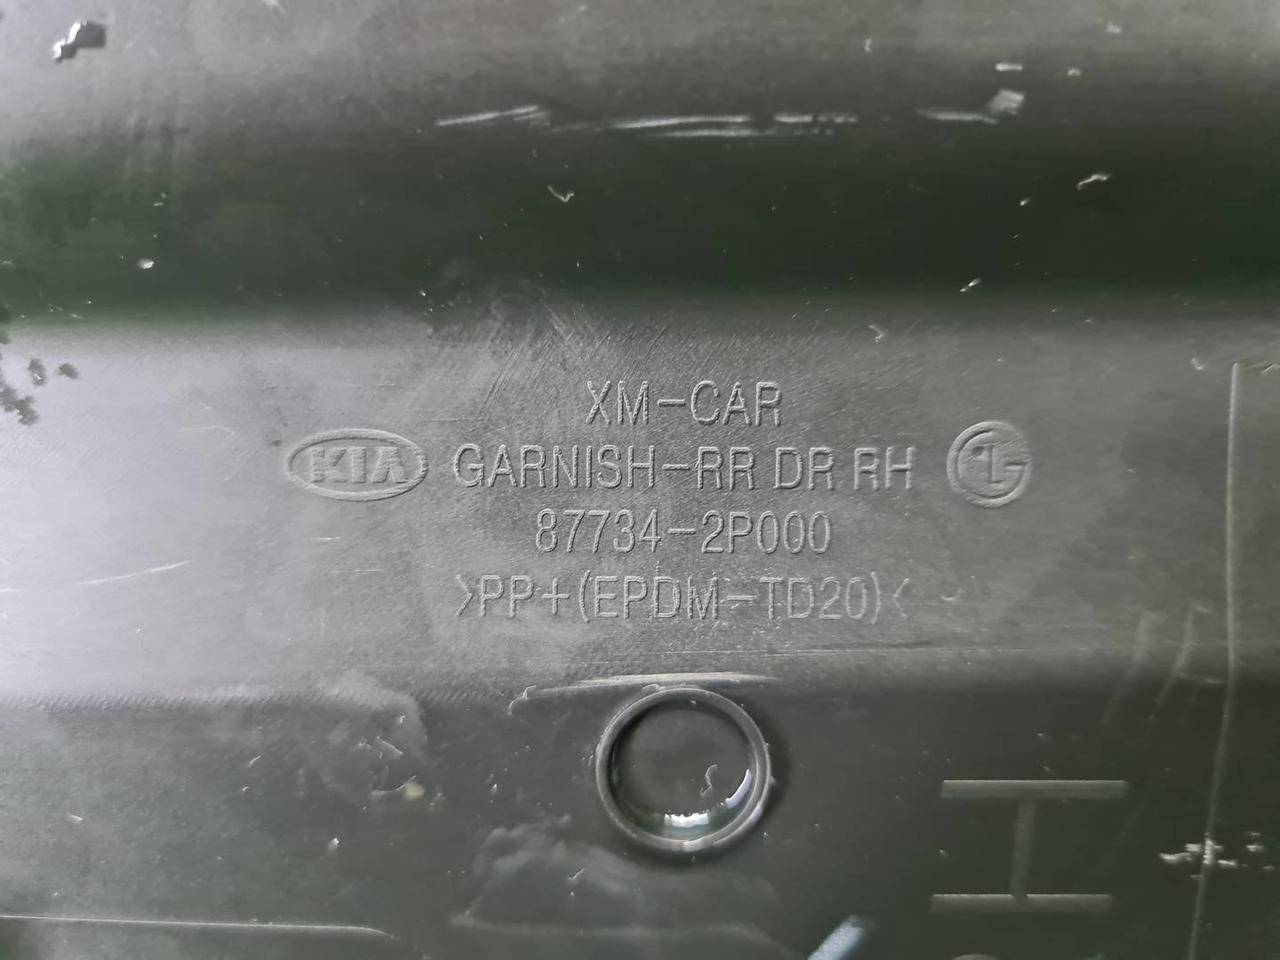 XM-CAR
KIA GARNISH-RR DR RH LG
87734-2P000
>PP+(EPDM-TD20)<